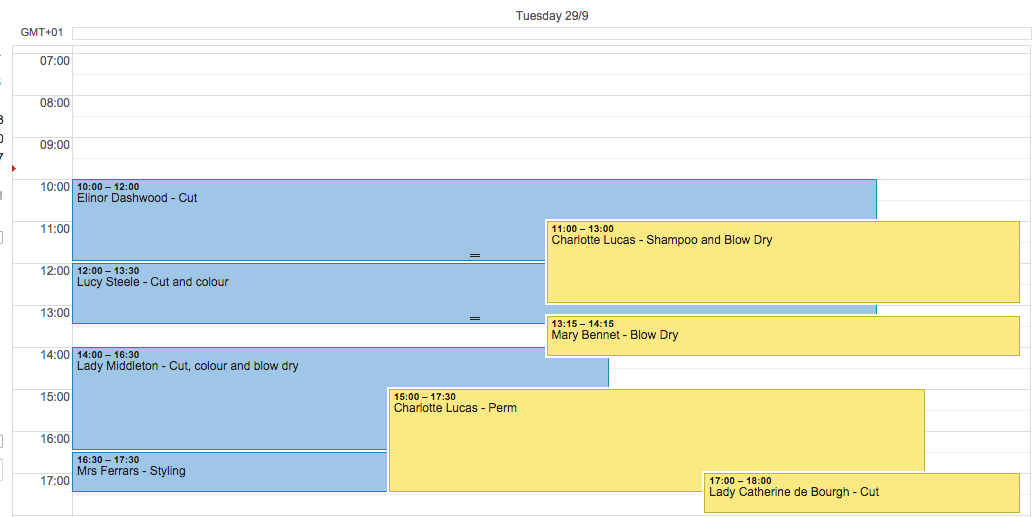 Tuesday 29/9
GMT+01
07:00
08:00
09:00
10:00
10:00 – 12:00
Elinor Dashwood - Cut
11:00
11:00 – 13:00
Charlotte Lucas - Shampoo and Blow Dry
12:00
12:00 – 13:30
Lucy Steele - Cut and colour
13:00
13:15 – 14:15
Mary Bennet - Blow Dry
14:00
14:00 – 16:30
Lady Middleton - Cut, colour and blow dry
15:00
15:00 – 17:30
Charlotte Lucas - Perm
16:00
16:30 – 17:30
Mrs Ferrars - Styling
17:00
17:00 – 18:00
Lady Catherine de Bourgh - Cut